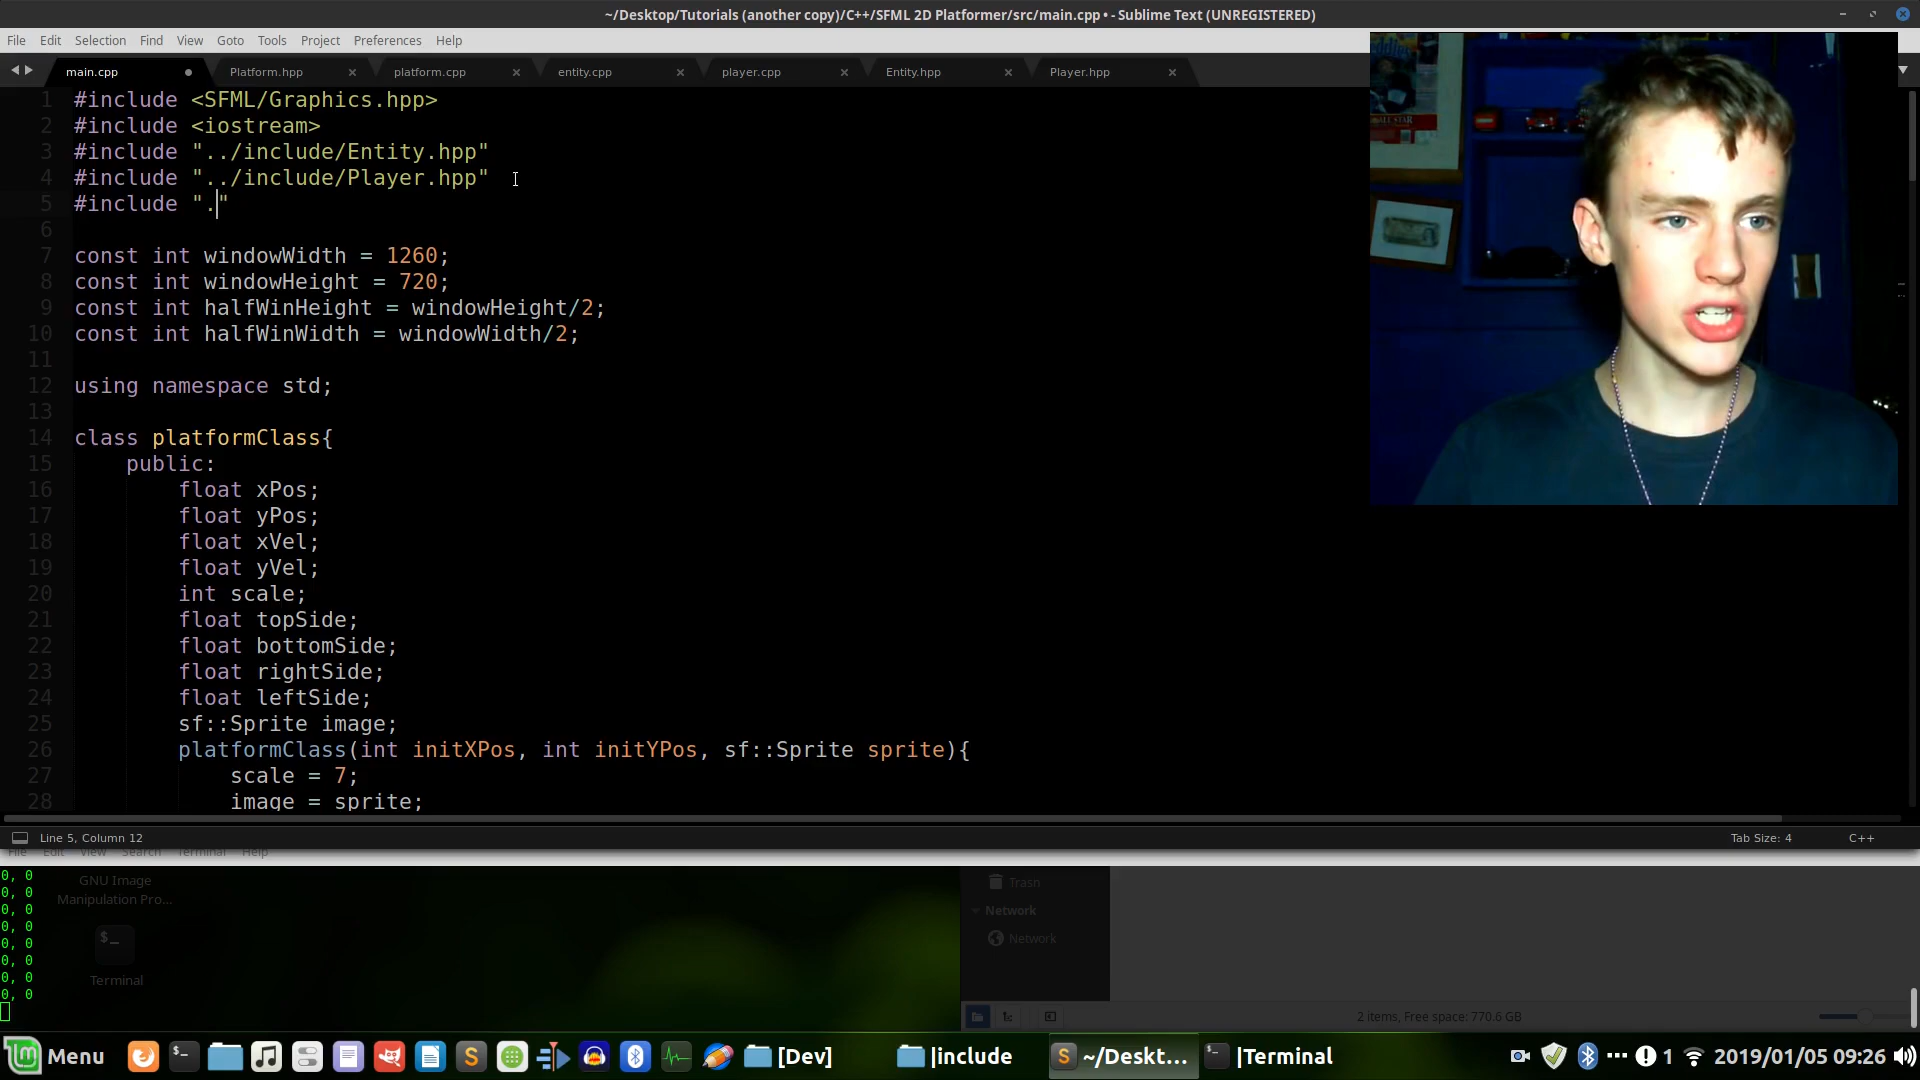 ~/Desktop/Tutorials (another copy)/C++/SFML 2D Platformer/src/main.cpp • - Sublime Text (UNREGISTERED)
File Edit Selection Find View Goto Tools Project Preferences Help
main.cpp Platform.hpp platform.cpp entity.cpp player.cpp Entity.hpp Player.hpp
1 #include <SFML/Graphics.hpp>
2 #include <iostream>
3 #include "../include/Entity.hpp"
4 #include "../include/Player.hpp"
5 #include "."
6
7 const int windowWidth = 1260;
8 const int windowHeight = 720;
9 const int halfWinHeight = windowHeight/2;
10 const int halfWinWidth = windowWidth/2;
11
12 using namespace std;
13
14 class platformClass{
15 public:
16 float xPos;
17 float yPos;
18 float xVel;
19 float yVel;
20 int scale;
21 float topSide;
22 float bottomSide;
23 float rightSide;
24 float leftSide;
25 sf::Sprite image;
26 platformClass(int initXPos, int initYPos, sf::Sprite sprite){
27 scale = 7;
28 image = sprite;
Line 5, Column 12 Tab Size: 4 C++
File Edit View Search Terminal Help
0, 0
0, 0
0, 0
0, 0
0, 0
0, 0
0, 0
0, 0
GNU Image
Manipulation Pro...
Terminal
Trash
Network
Network
2 items, Free space: 770.6 GB
Menu [Dev] |include ~/Deskt... |Terminal 1 2019/01/05 09:26